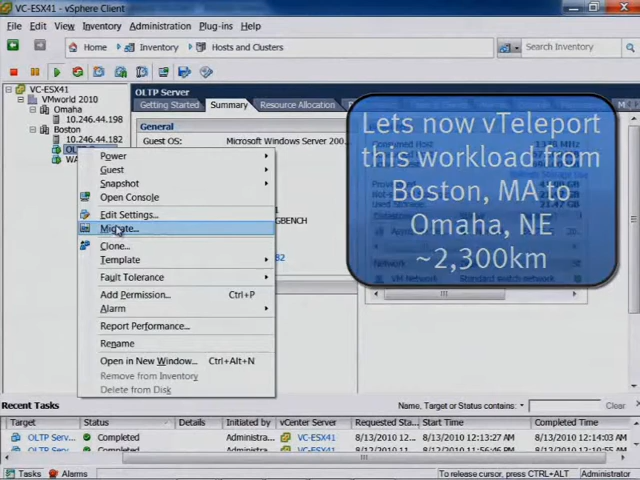 VC-ESX41 - vSphere Client
File Edit View Inventory Administration Plug-ins Help
Home Inventory Hosts and Clusters Search Inventory
VC-ESX41
VMworld 2010
Omaha
10.246.44.198
Boston
10.246.44.182
OLTP Server
Getting Started Summary Resource Allocation
General
Guest OS: Microsoft Windows Server 200...
Lets now vTeleport
this workload from
Boston, MA to
Omaha, NE
~2,300km
Power
Guest
Snapshot
Open Console
Edit Settings...
Migrate...
Clone...
Template
Fault Tolerance
Add Permission... Ctrl+P
Alarm
Report Performance...
Rename
Open in New Window... Ctrl+Alt+N
Remove from Inventory
Delete from Disk
VM Network Standard switch network
Recent Tasks
Name, Target or Status contains: Clear
Target Status Details Initiated by vCenter Server Requested Sta... Start Time Completed Time
OLTP Serv... Completed Administra... VC-ESX41 8/13/2010 12... 8/13/2010 12:13:27 AM 8/13/2010 12:14:03 AM
Tasks Alarms To release cursor, press CTRL+ALT Administrator